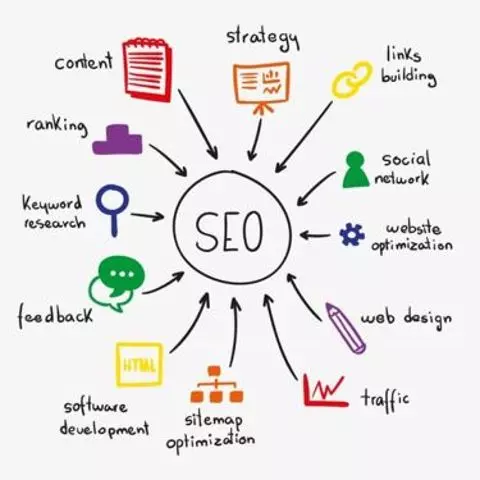 strategy
content
links
building
ranking
social
network
Keyword
research
SEO
website
optimization
feedback
web design
HTML
traffic
software
development
sitemap
optimization